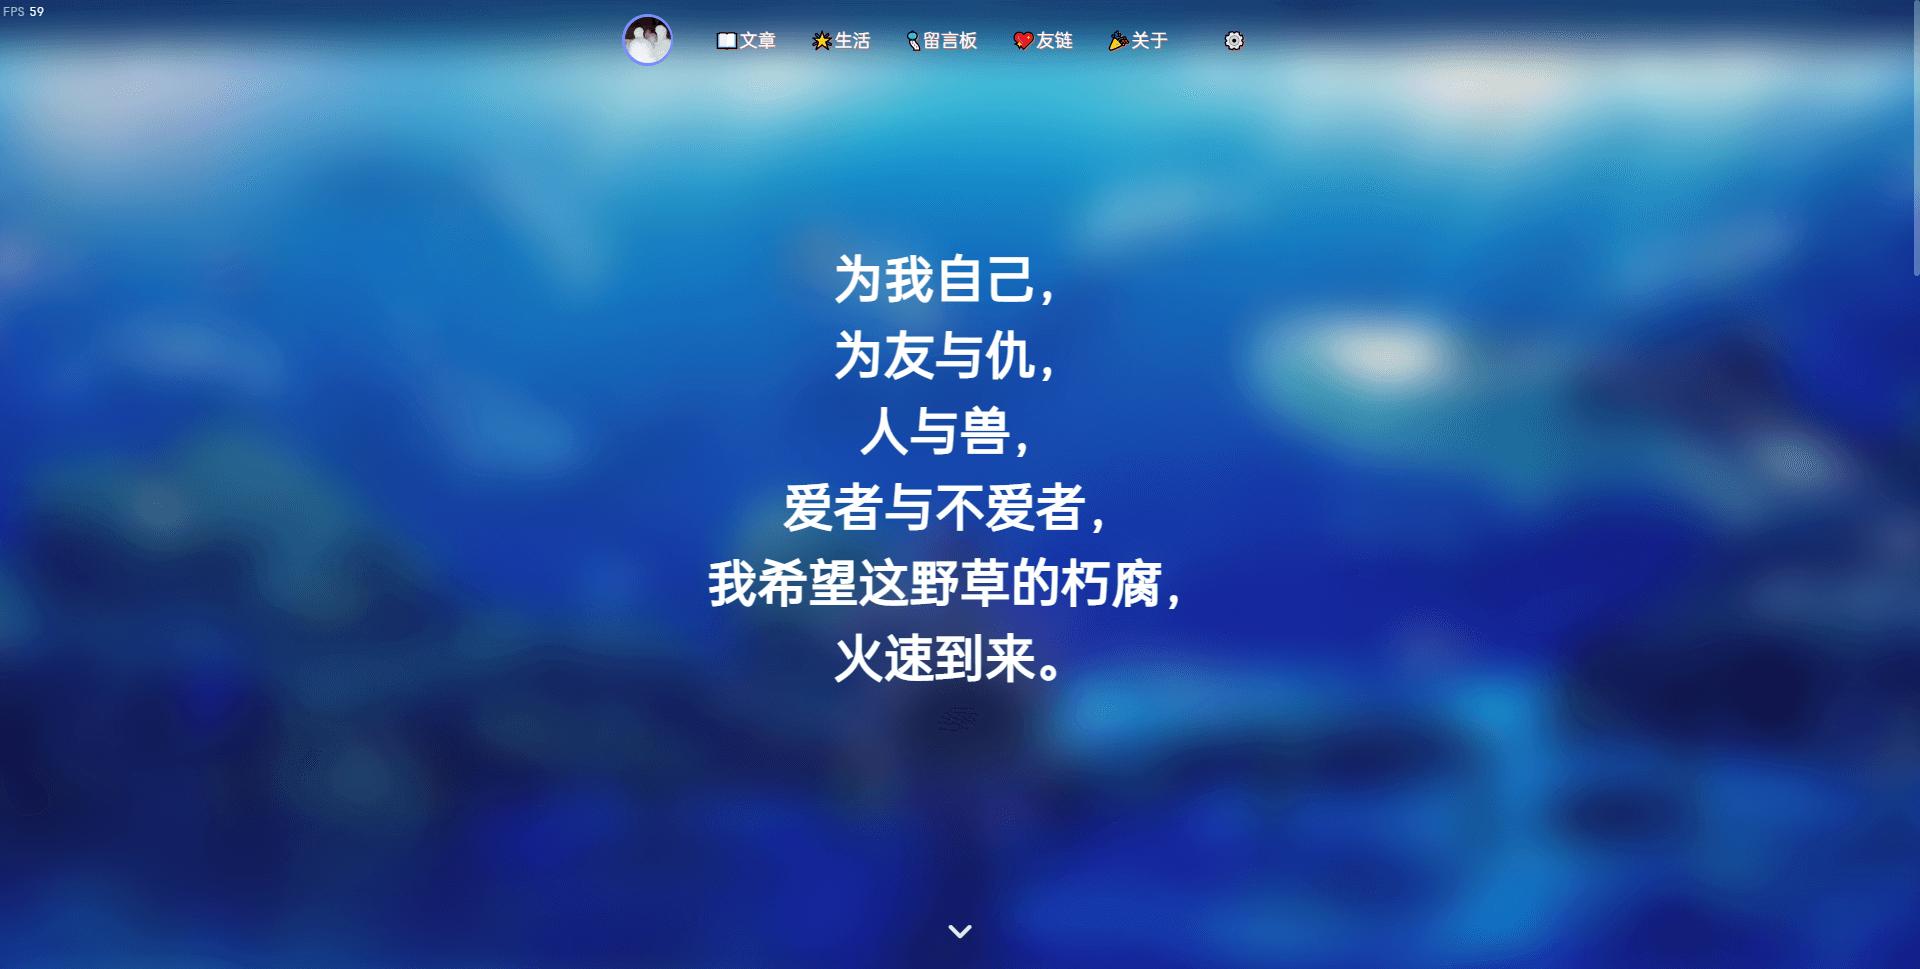 FPS 59
文章 生活 留言板 友链 关于
为我自己，
为友与仇，
人与兽，
爱者与不爱者，
我希望这野草的朽腐，
火速到来。